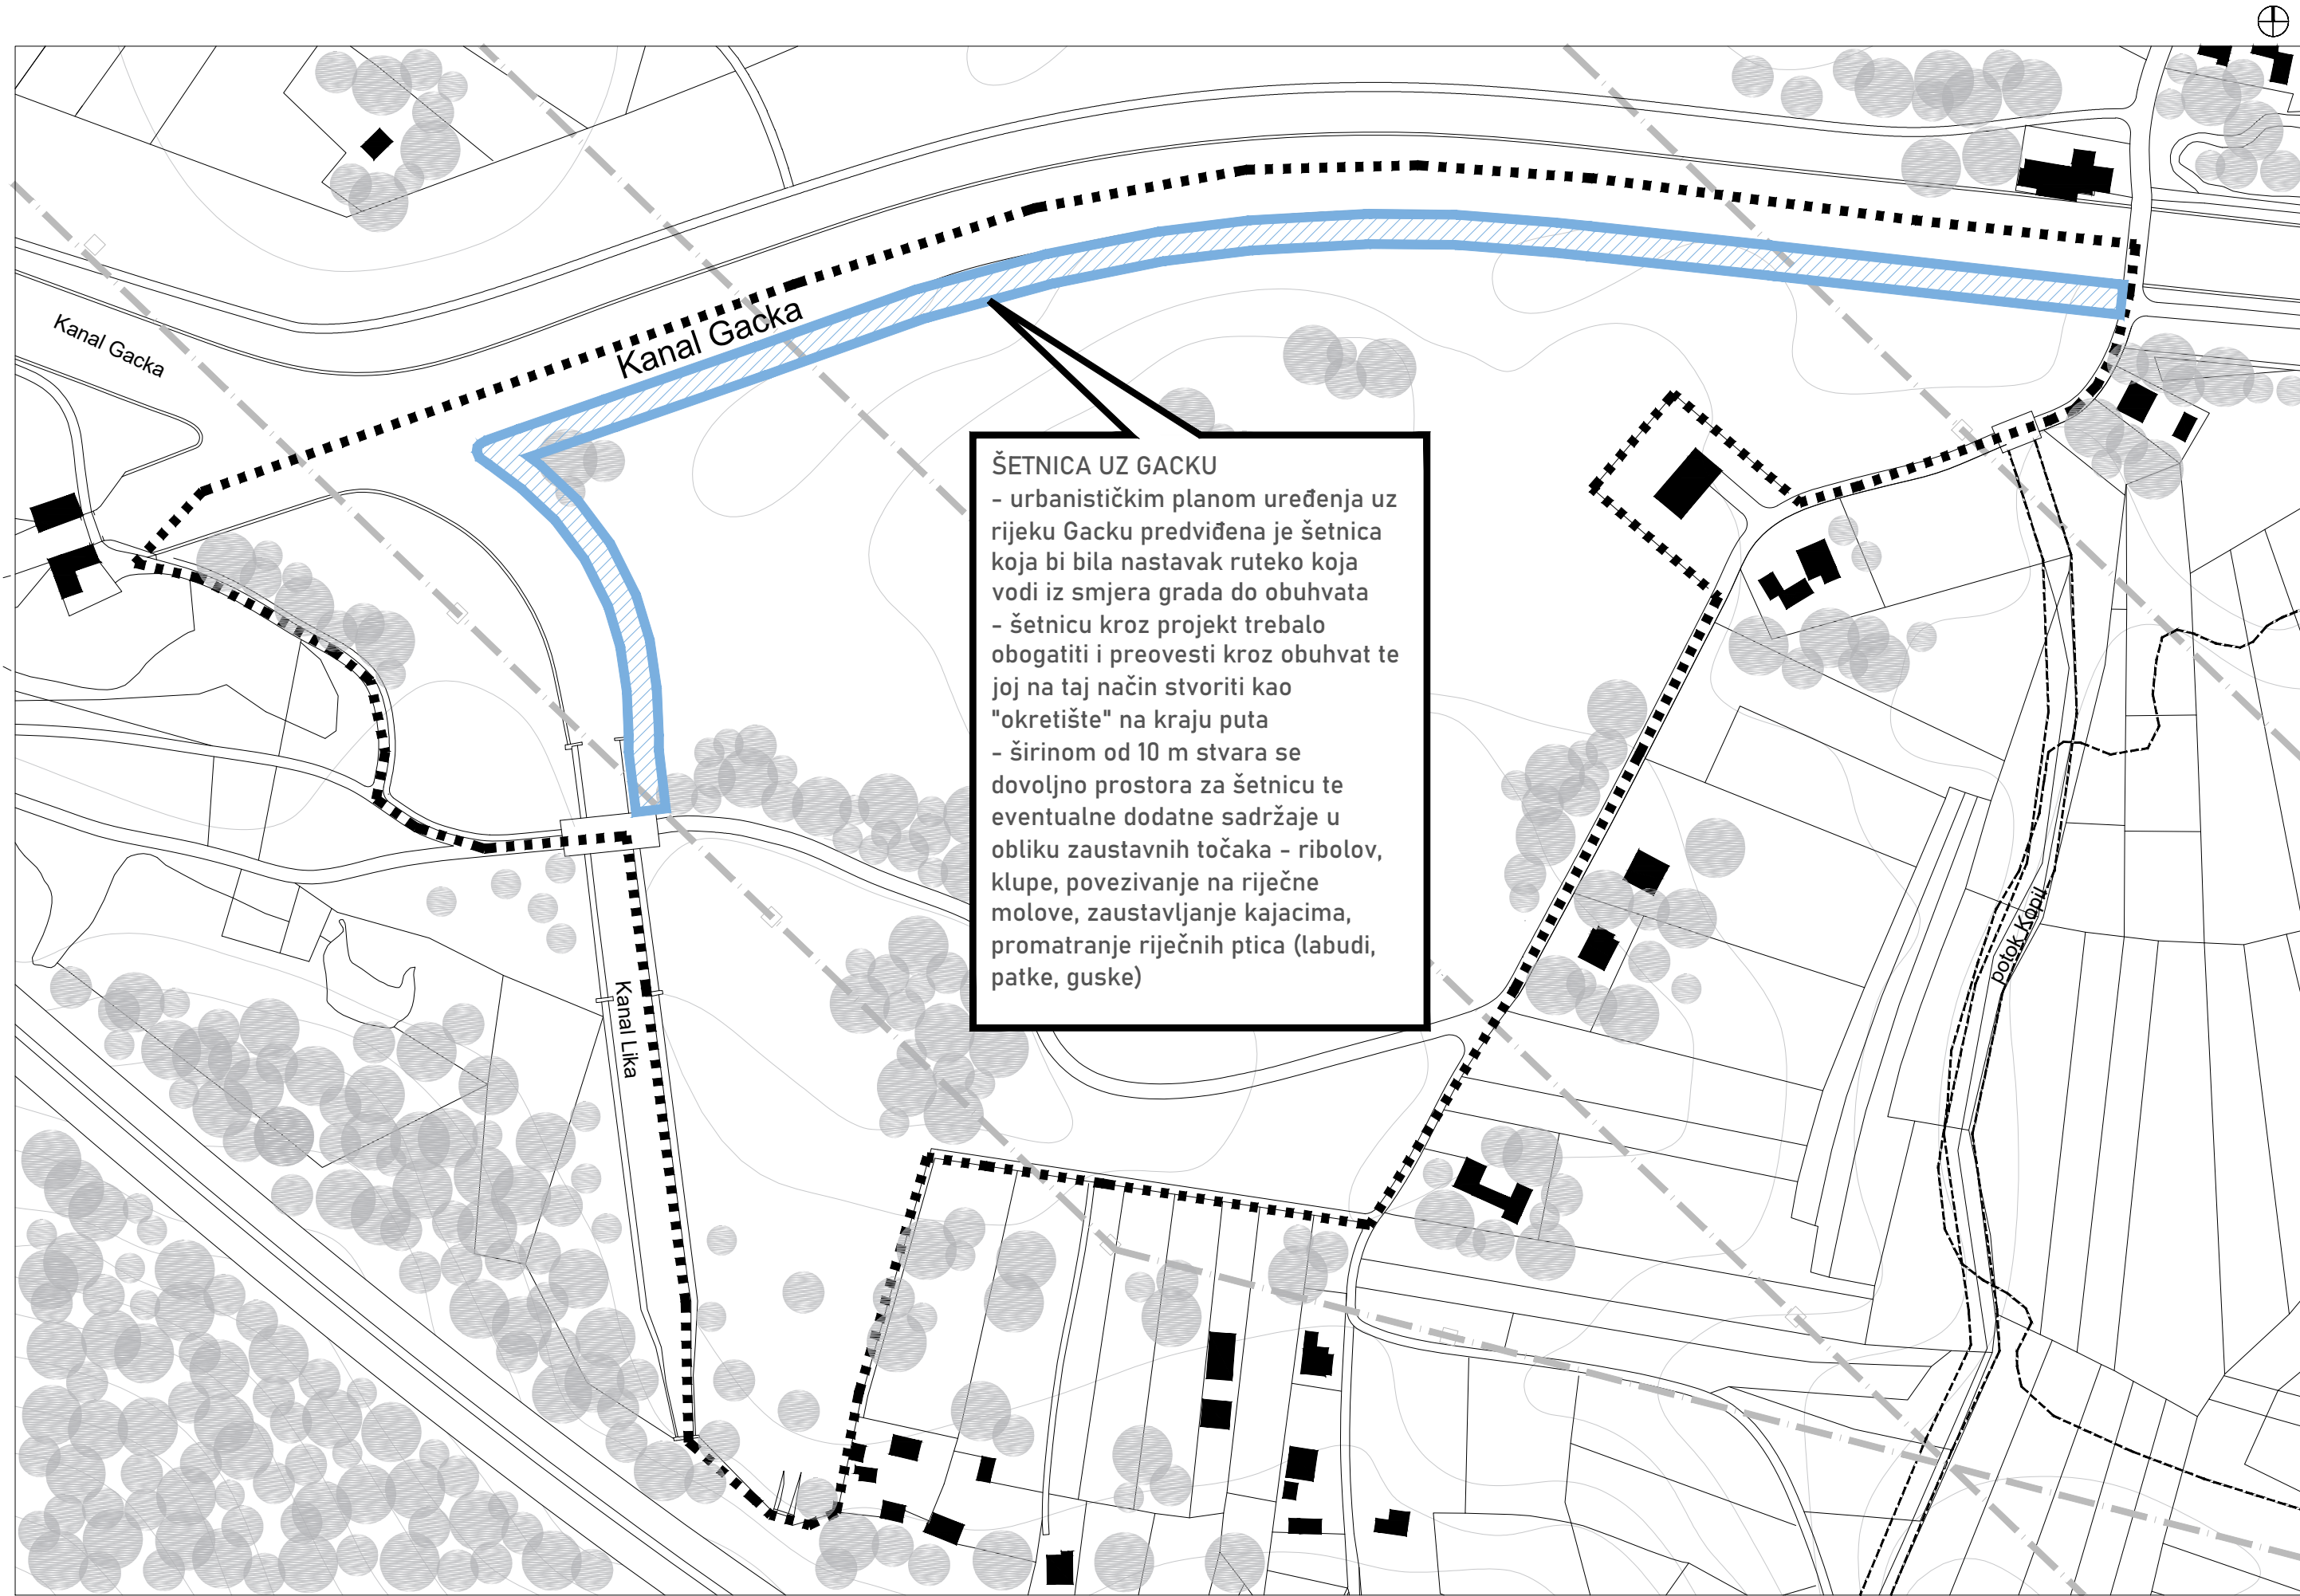 Kanal Gacka
Kanal Gacka
ŠETNICA UZ GACKU
- urbanističkim planom uređenja uz
rijeku Gacku predviđena je šetnica
koja bi bila nastavak ruteko koja
vodi iz smjera grada do obuhvata
- šetnicu kroz projekt trebalo
obogatiti i preovesti kroz obuhvat te
joj na taj način stvoriti kao
"okretište" na kraju puta
- širinom od 10 m stvara se
dovoljno prostora za šetnicu te
eventualne dodatne sadržaje u
obliku zaustavnih točaka - ribolov,
klupe, povezivanje na riječne
molove, zaustavljanje kajacima,
promatranje riječnih ptica (labudi,
patke, guske)
potok Kopil
Kanal Lika